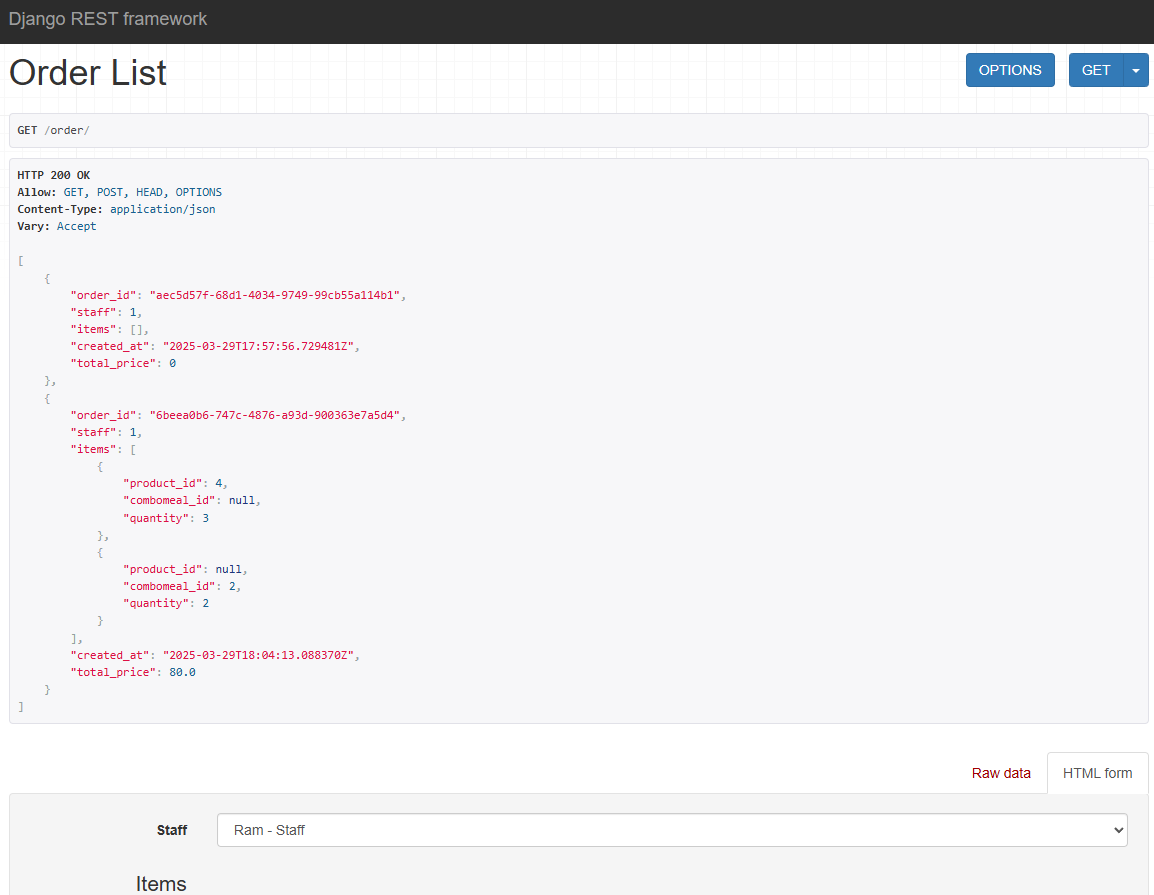 Django REST framework
Order List
OPTIONS
GET
GET /order/
HTTP 200 OK
Allow: GET, POST, HEAD, OPTIONS
Content-Type: application/json
Vary: Accept
[
    {
        "order_id": "aec5d57f-68d1-4034-9749-99cb55a114b1",
        "staff": 1,
        "items": [],
        "created_at": "2025-03-29T17:57:56.729481Z",
        "total_price": 0
    },
    {
        "order_id": "6beea0b6-747c-4876-a93d-900363e7a5d4",
        "staff": 1,
        "items": [
            {
                "product_id": 4,
                "combomeal_id": null,
                "quantity": 3
            },
            {
                "product_id": null,
                "combomeal_id": 2,
                "quantity": 2
            }
        ],
        "created_at": "2025-03-29T18:04:13.088370Z",
        "total_price": 80.0
    }
]
Raw data
HTML form
Staff
Ram - Staff
Items